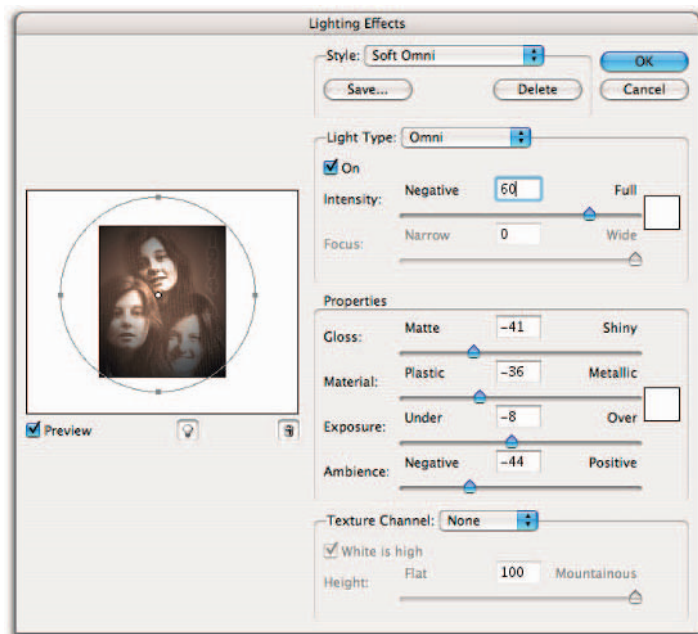 Lighting Effects
Style: Soft Omni
OK
Save...
Delete
Cancel
Light Type: Omni
On
Intensity: Negative 60 Full
Focus: Narrow 0 Wide
Properties
Gloss: Matte -41 Shiny
Material: Plastic -36 Metallic
Exposure: Under -8 Over
Ambience: Negative -44 Positive
Preview
Texture Channel: None
White is high
Height: Flat 100 Mountainous